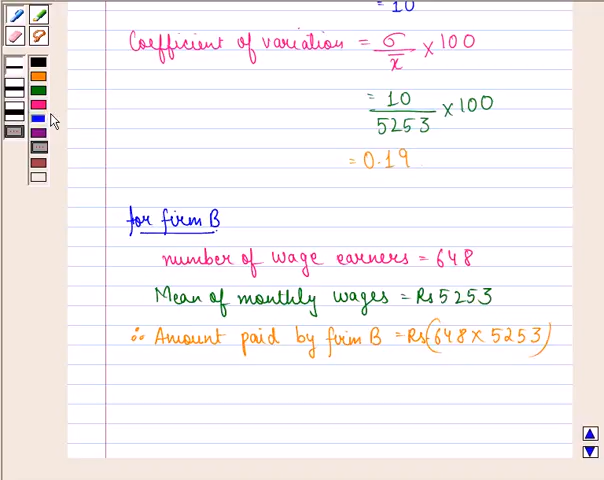 = 10
Coefficient of variation = σ/x̄ × 100
= 10/5253 × 100
= 0.19
for firm B
number of wage earners = 648
Mean of monthly wages = Rs 5253
∴ Amount paid by firm B = Rs(648 × 5253)